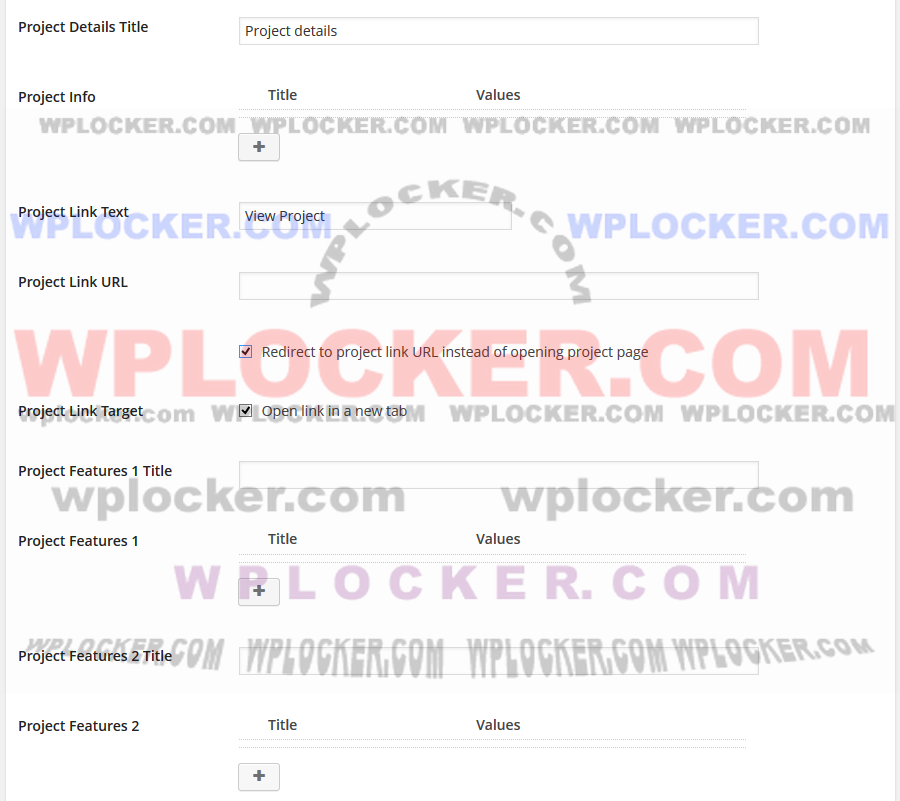 Project Details Title
Project details
Project Info Title Values
WPLOCKER.COM WPLOCKER.COM WPLOCKER.COM WPLOCKER.COM
+
WPLOCKER.COM
Project Link Text View Project
WPLOCKER.COM WPLOCKER.COM
Project Link URL
WPLOCKER.COM
Redirect to project link URL instead of opening project page
Project Link Target Open link in a new tab
wplocker.com WPLOCKER.COM WPLOCKER.COM WPLOCKER.COM
Project Features 1 Title
wplocker.com wplocker.com
Project Features 1 Title Values
WPLOCKER.COM
+
Project Features 2 Title
WPLOCKER.COM WPLOCKER.COM WPLOCKER.COM WPLOCKER.COM
Project Features 2 Title Values
+